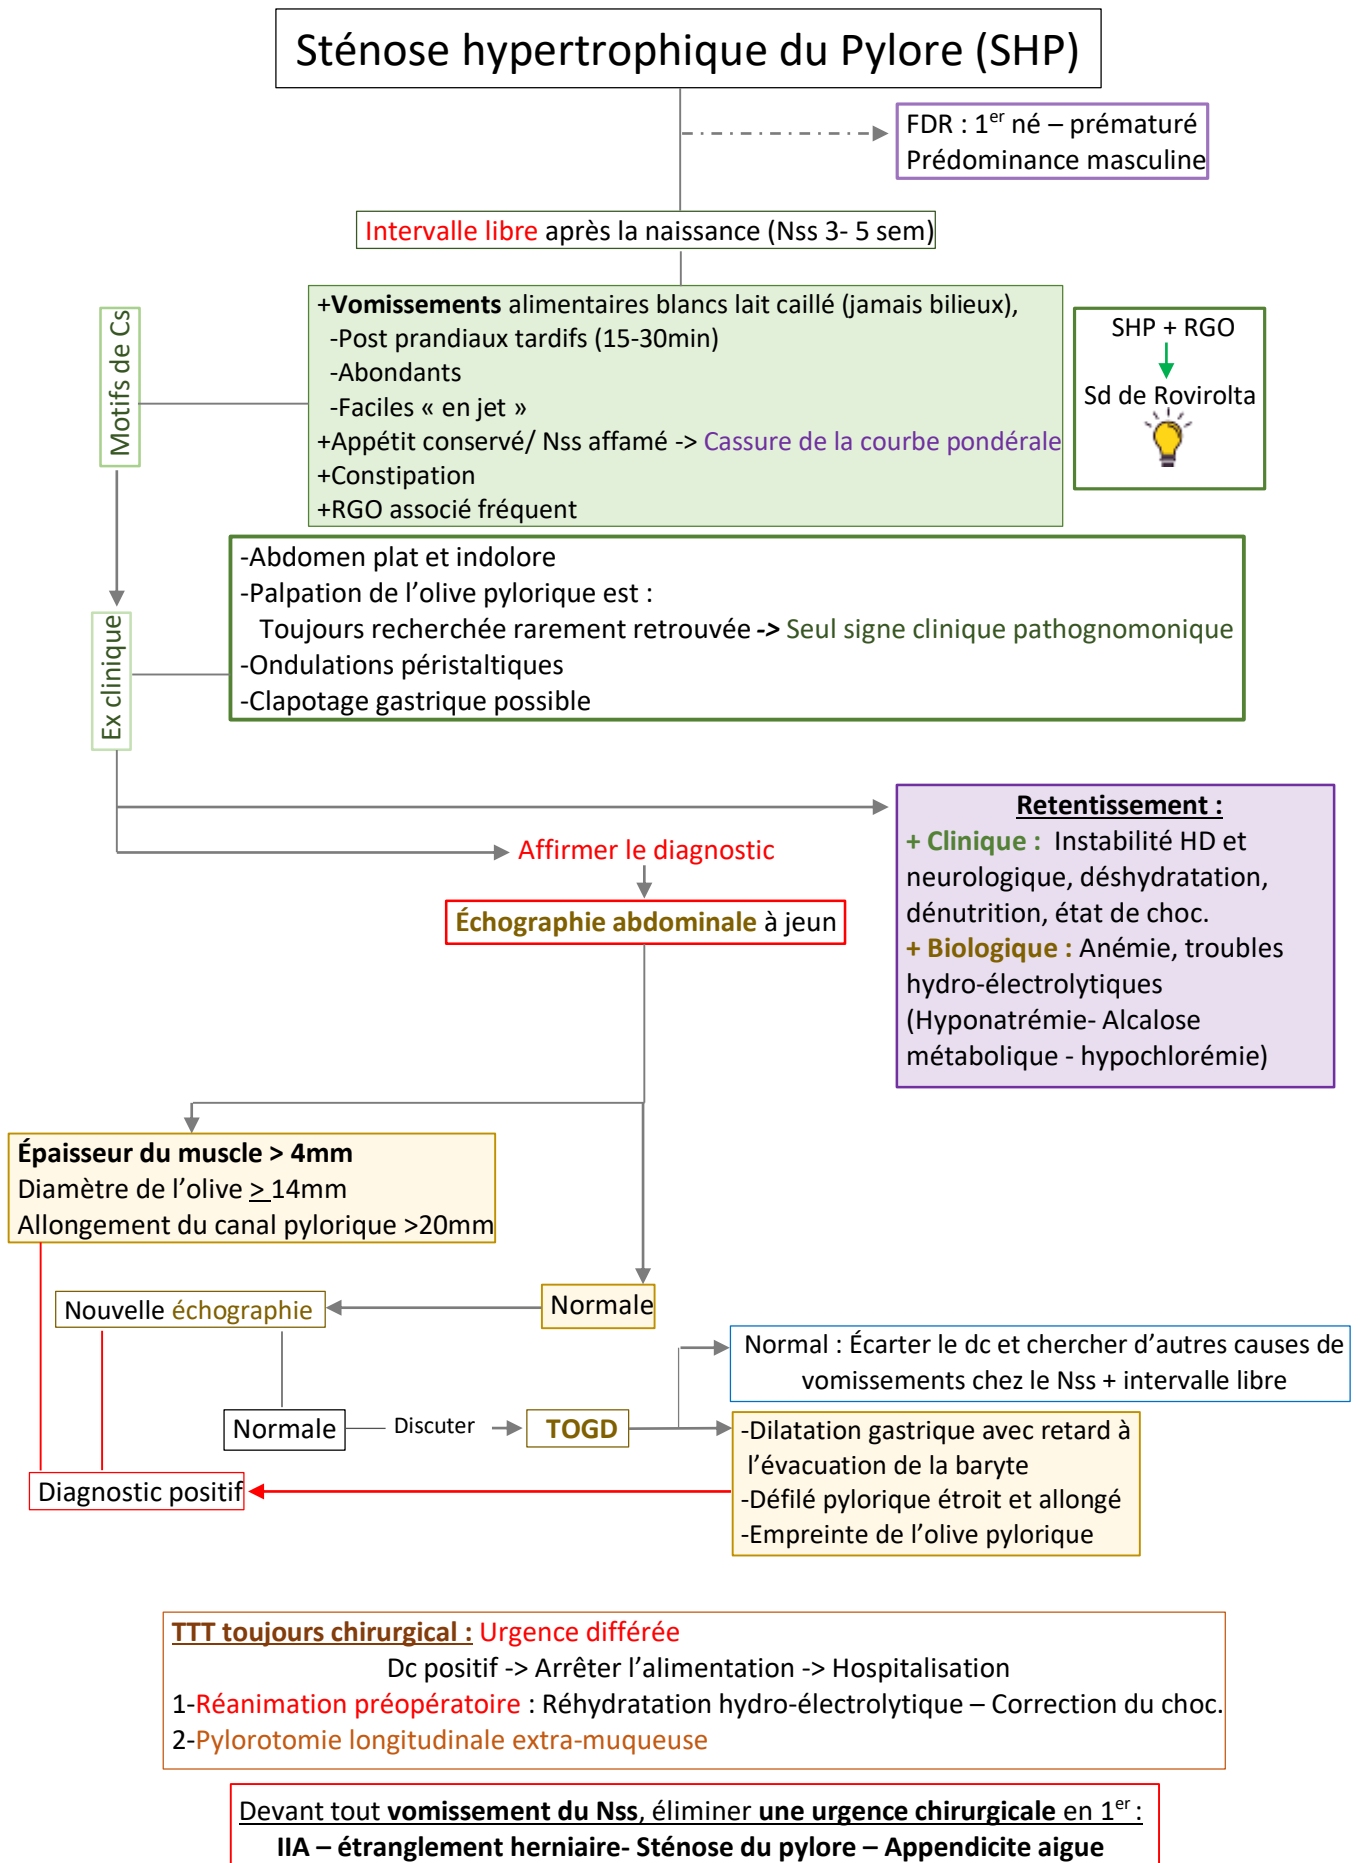 Sténose hypertrophique du Pylore (SHP)
FDR : 1er né – prématuré
Prédominance masculine
Intervalle libre après la naissance (Nss 3- 5 sem)
Motifs de Cs
+Vomissements alimentaires blancs lait caillé (jamais bilieux),
-Post prandiaux tardifs (15-30min)
-Abondants
-Faciles « en jet »
+Appétit conservé/ Nss affamé -> Cassure de la courbe pondérale
+Constipation
+RGO associé fréquent
SHP + RGO
Sd de Rovirolta
Ex clinique
-Abdomen plat et indolore
-Palpation de l’olive pylorique est :
Toujours recherchée rarement retrouvée -> Seul signe clinique pathognomonique
-Ondulations péristaltiques
-Clapotage gastrique possible
Retentissement :
+ Clinique : Instabilité HD et
neurologique, déshydratation,
dénutrition, état de choc.
+ Biologique : Anémie, troubles
hydro-électrolytiques
(Hyponatrémie- Alcalose
métabolique - hypochlorémie)
Affirmer le diagnostic
Échographie abdominale à jeun
Épaisseur du muscle > 4mm
Diamètre de l’olive > 14mm
Allongement du canal pylorique >20mm
Normale
Nouvelle échographie
Normale
Discuter
TOGD
Normal : Écarter le dc et chercher d’autres causes de
vomissements chez le Nss + intervalle libre
-Dilatation gastrique avec retard à
l’évacuation de la baryte
-Défilé pylorique étroit et allongé
-Empreinte de l’olive pylorique
Diagnostic positif
TTT toujours chirurgical : Urgence différée
Dc positif -> Arrêter l’alimentation -> Hospitalisation
1-Réanimation préopératoire : Réhydratation hydro-électrolytique – Correction du choc.
2-Pylorotomie longitudinale extra-muqueuse
Devant tout vomissement du Nss, éliminer une urgence chirurgicale en 1er :
IIA – étranglement herniaire- Sténose du pylore – Appendicite aigue